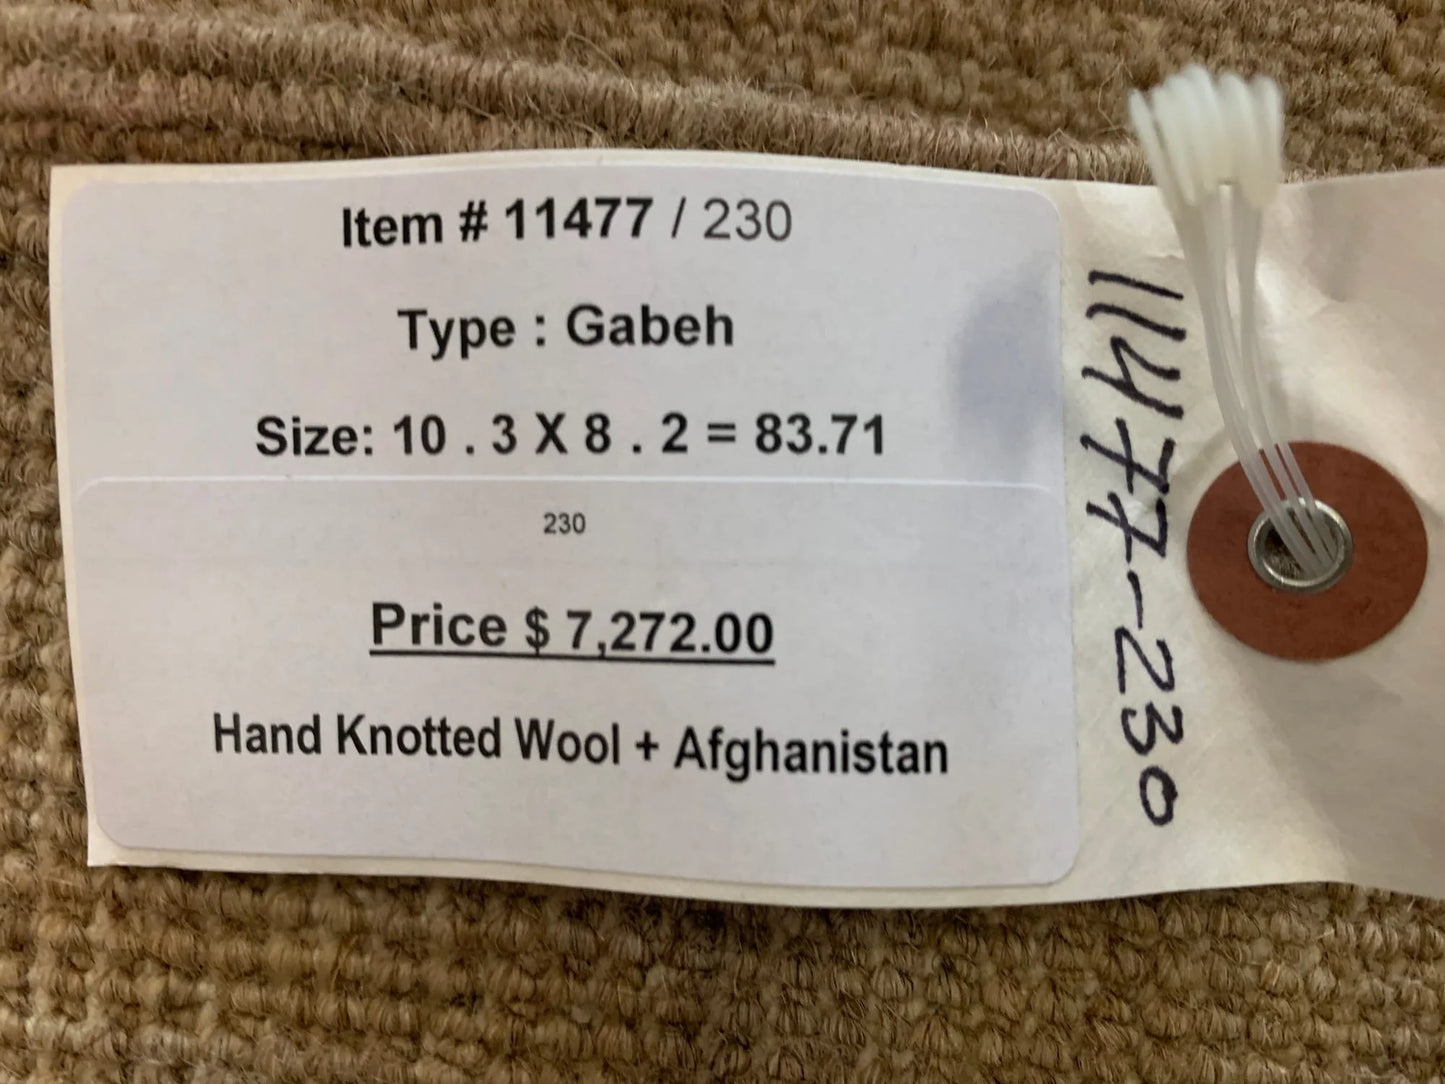 Item # 11477 / 230
Type : Gabeh
Size: 10 . 3 X 8 . 2 = 83.71
230
Price $ 7,272.00
Hand Knotted Wool + Afghanistan
11477-230